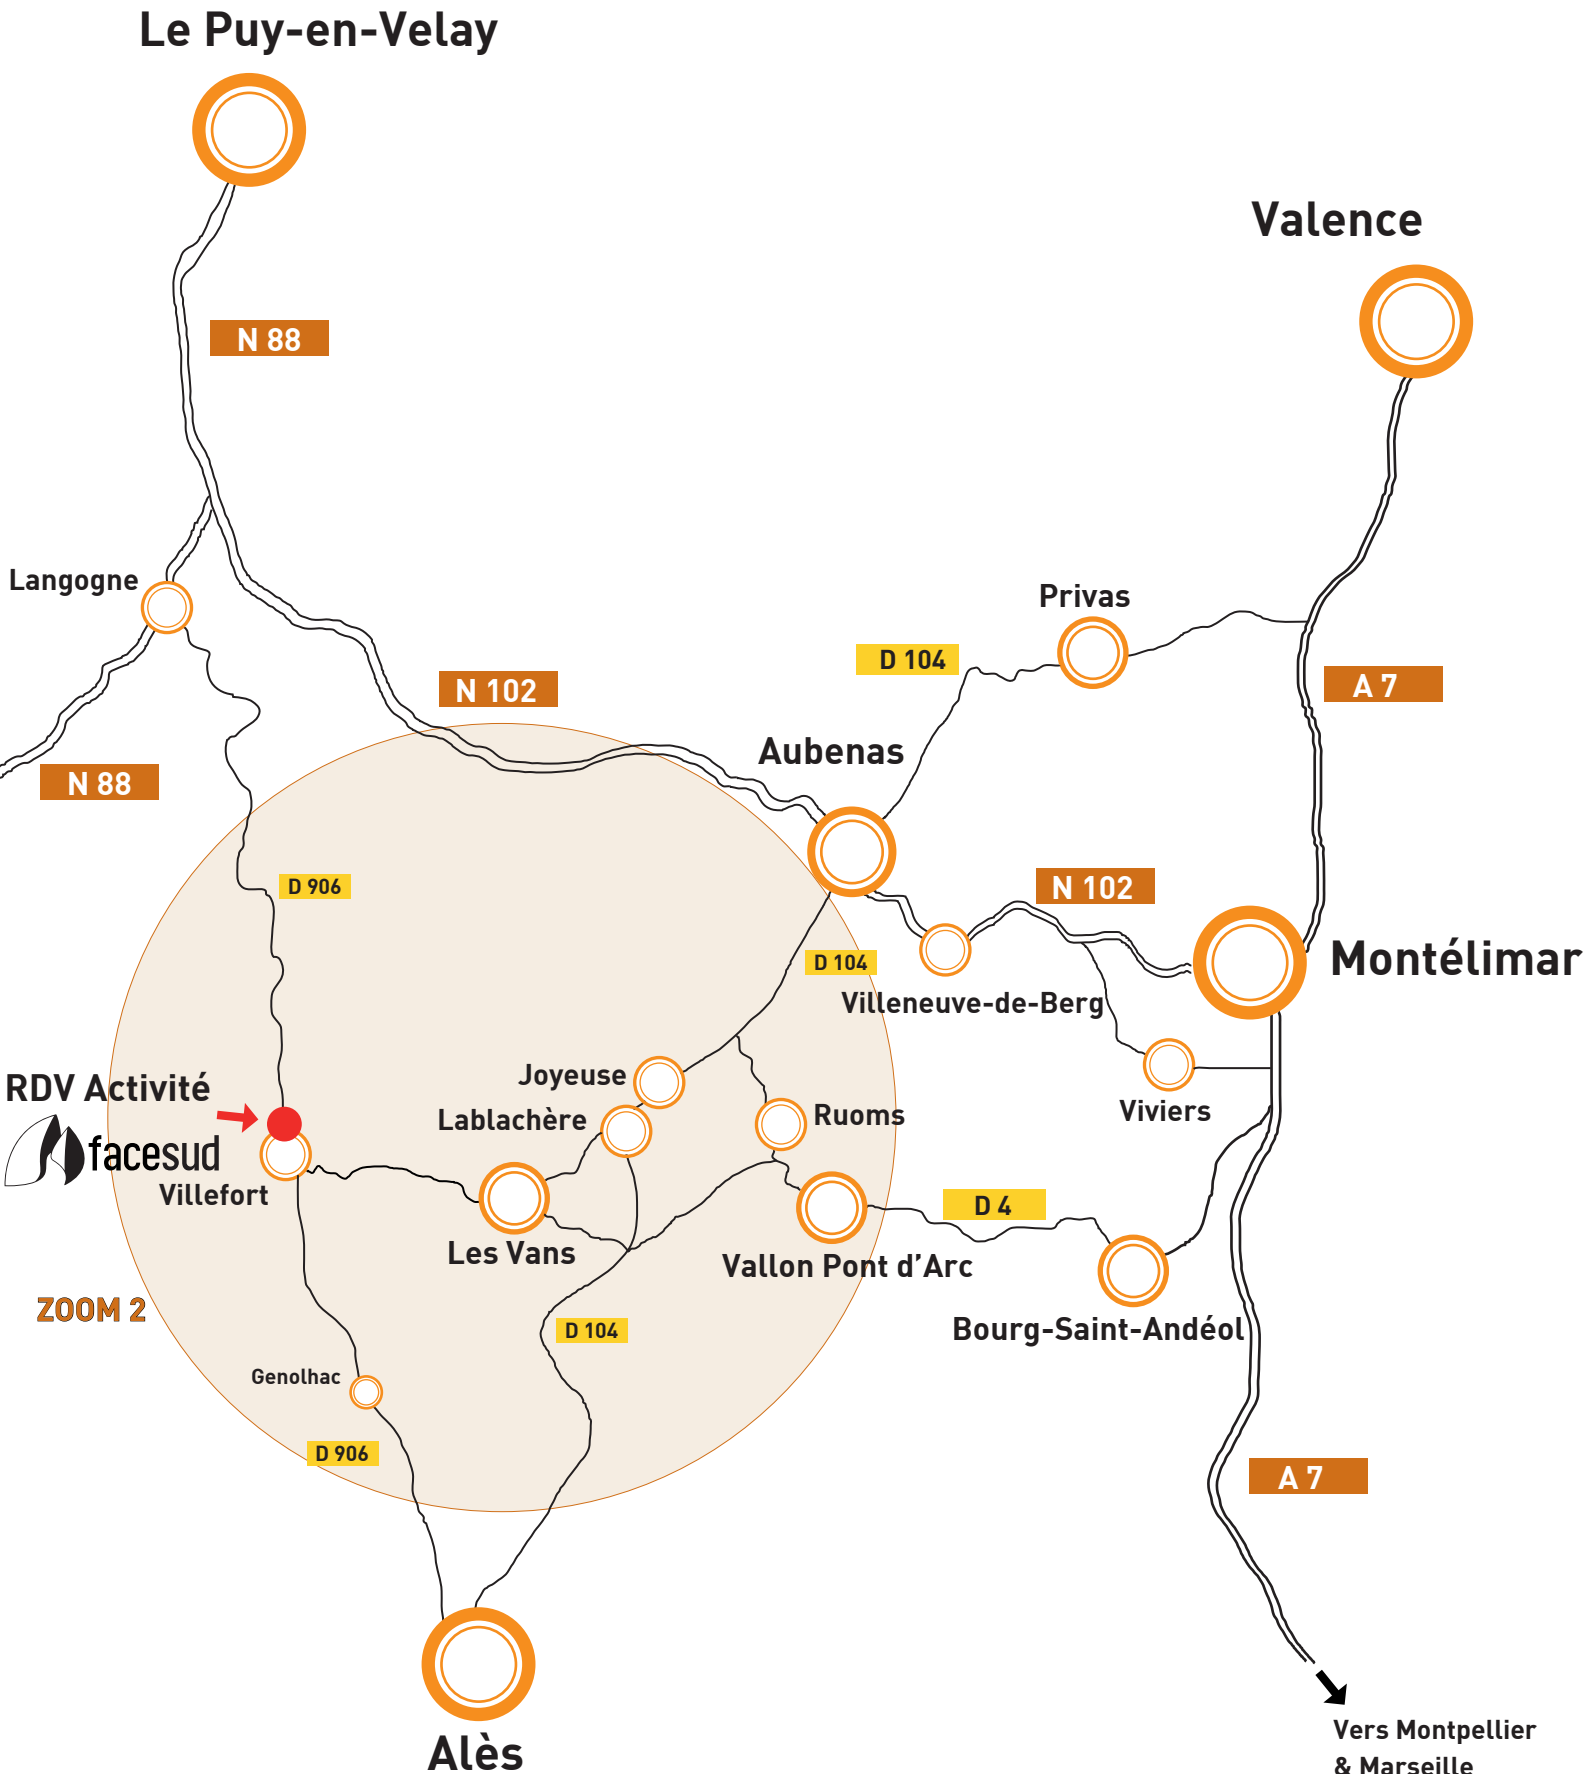 Le Puy-en-Velay
Valence
N 88
Langogne
Privas
D 104
N 102
A 7
Aubenas
N 88
D 906
N 102
Montélimar
D 104
Villeneuve-de-Berg
Joyeuse
RDV Activité
Lablachère
Ruoms
Viviers
facesud
Villefort
D 4
Les Vans
Vallon Pont d’Arc
ZOOM 2
D 104
Bourg-Saint-Andéol
Genolhac
D 906
A 7
Alès
Vers Montpellier
& Marseille